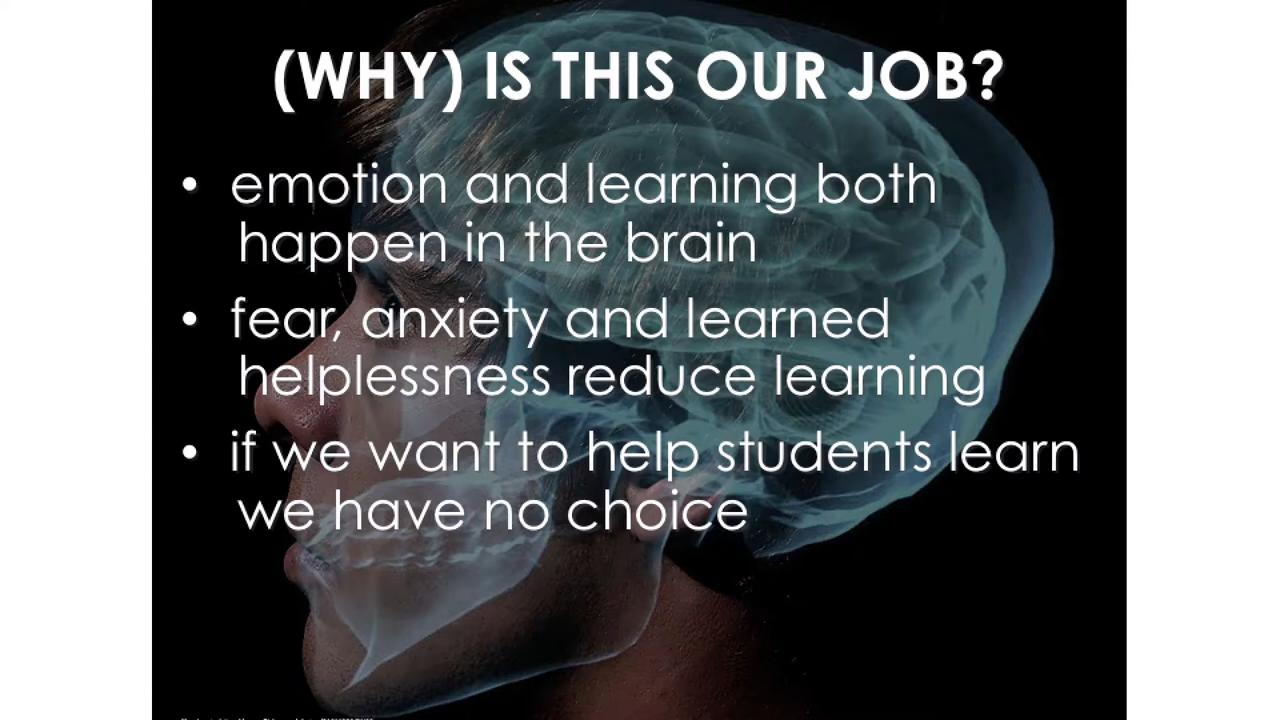 (WHY) IS THIS OUR JOB?
• emotion and learning both
happen in the brain
• fear, anxiety and learned
helplessness reduce learning
• if we want to help students learn
we have no choice